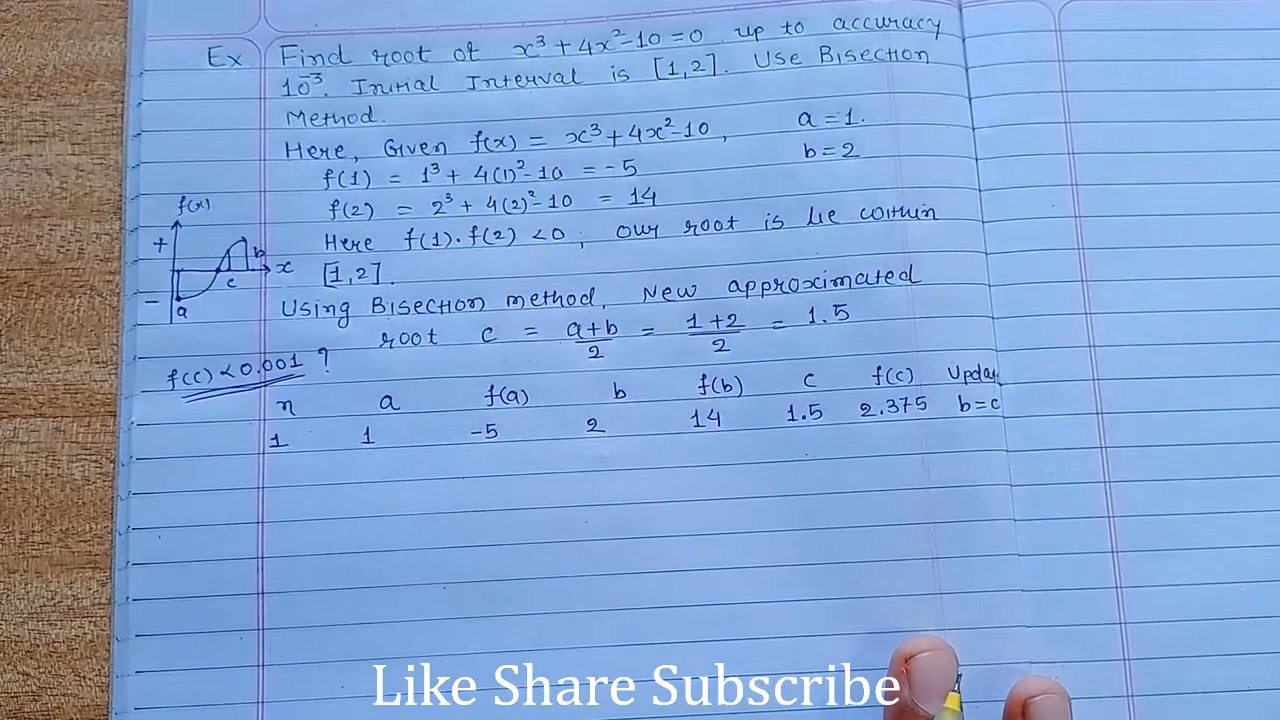 Ex Find root of x³ + 4x² - 10 = 0 up to accuracy
10⁻³. Initial Interval is [1,2]. Use Bisection
Method.
Here, Given f(x) = x³ + 4x² - 10, a = 1.
b = 2
f(1) = 1³ + 4(1)² - 10 = -5
f(2) = 2³ + 4(2)² - 10 = 14
Here f(1).f(2) < 0, our root is lie within
[1,2].
f(x)
+
b
x
c
-
a
Using Bisection method, New approximated
root c = a+b/2 = 1+2/2 = 1.5
f(c) < 0.001 ?
n a f(a) b f(b) c f(c) Updat
1 1 -5 2 14 1.5 2.375 b=c
Like Share Subscribe